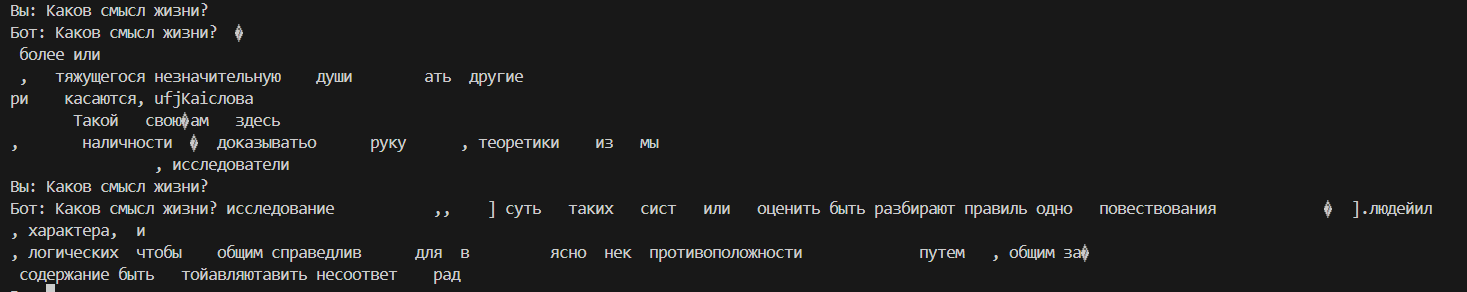 Вы: Каков смысл жизни?
Бот: Каков смысл жизни? �
более или
, тяжущегося незначительную души ать другие
ри касаются, ufjKaiслова
Такой свою�ам здесь
, наличности � доказыватьо руку , теоретики из мы
, исследователи
Вы: Каков смысл жизни?
Бот: Каков смысл жизни? исследование ,, ] суть таких сист или оценить быть разбирают правиль одно повествования � ].людейил
, характера, и
, логических чтобы общим справедлив для в ясно нек противоположности путем , общим за�
содержание быть тойавляютавить несоответ рад